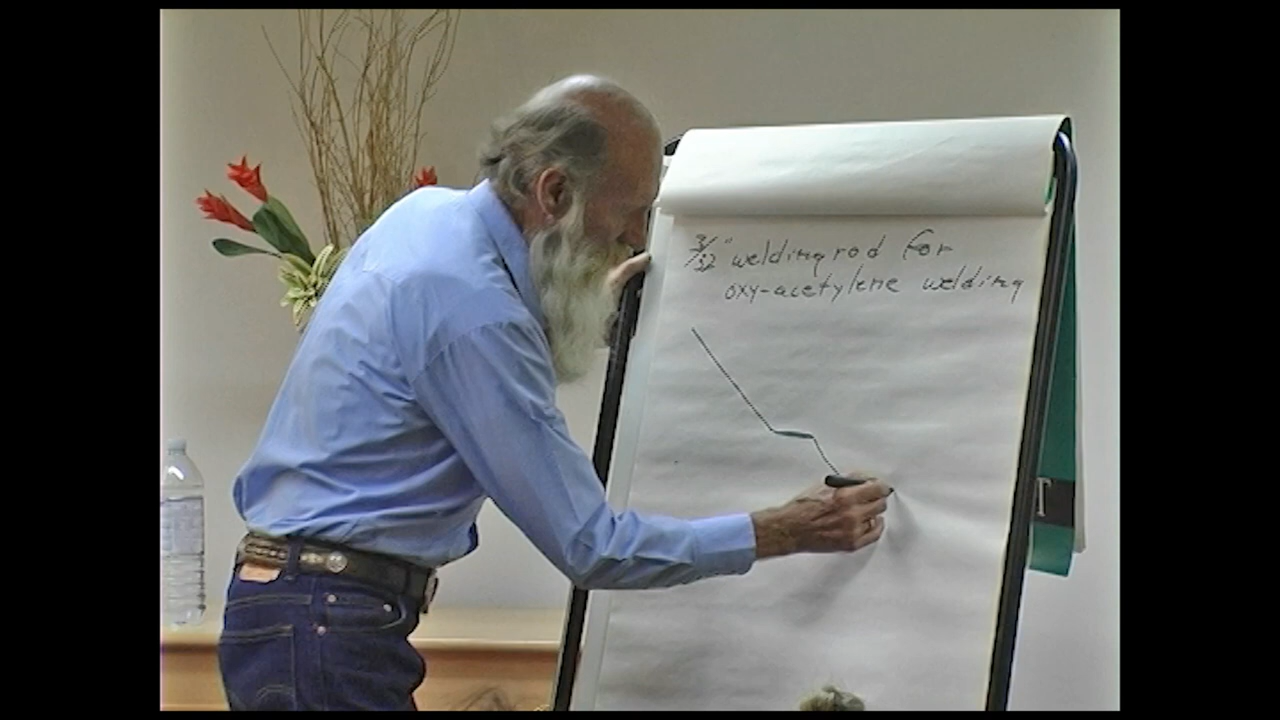 3/32" welding rod for
oxy-acetylene welding